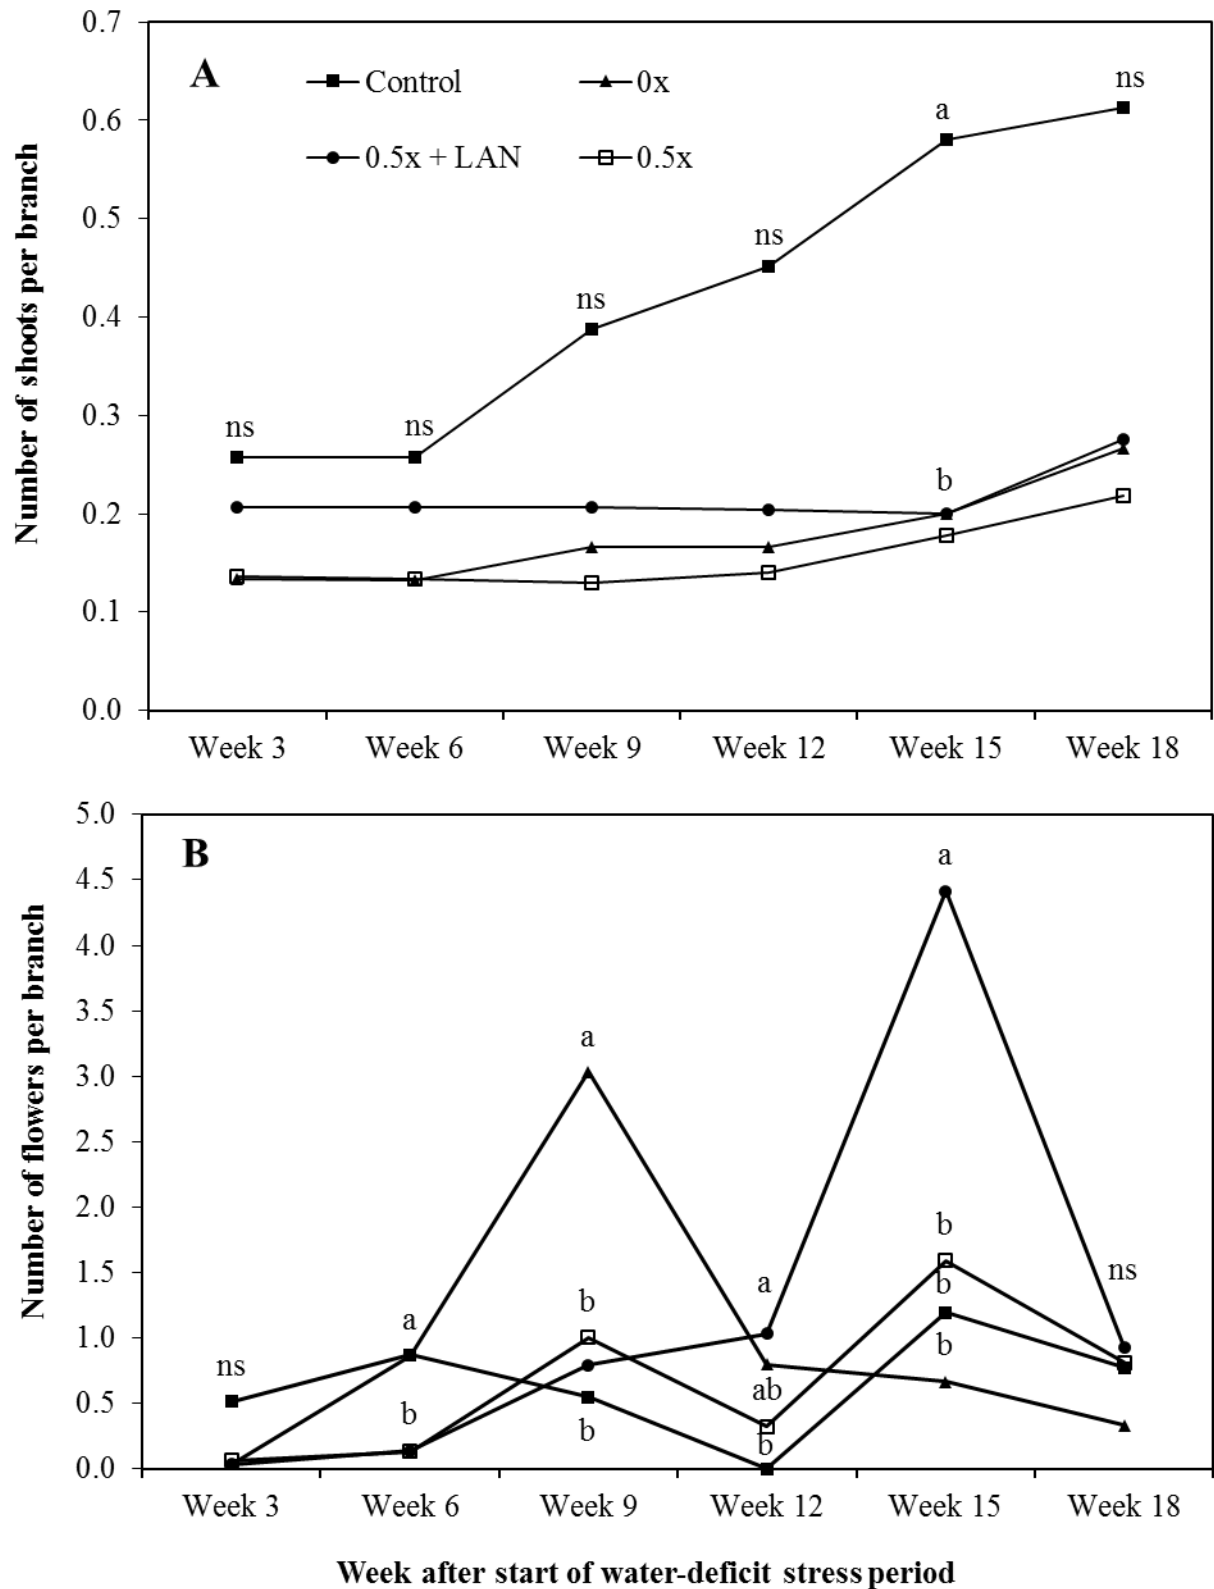 0.7
A
Control
0x
ns
0.6
a
0.5x + LAN
0.5x
0.5
ns
0.4
ns
ns
ns
0.3
b
0.2
0.1
0.0
Number of shoots per branch
Week 3 Week 6 Week 9 Week 12 Week 15 Week 18
5.0
B
a
4.5
4.0
3.5
a
3.0
2.5
2.0
b
1.5
ns
a
b
b
a
1.0
b
ns
ab
0.5
b
b
b
0.0
Number of flowers per branch
Week 3 Week 6 Week 9 Week 12 Week 15 Week 18
Week after start of water-deficit stress period